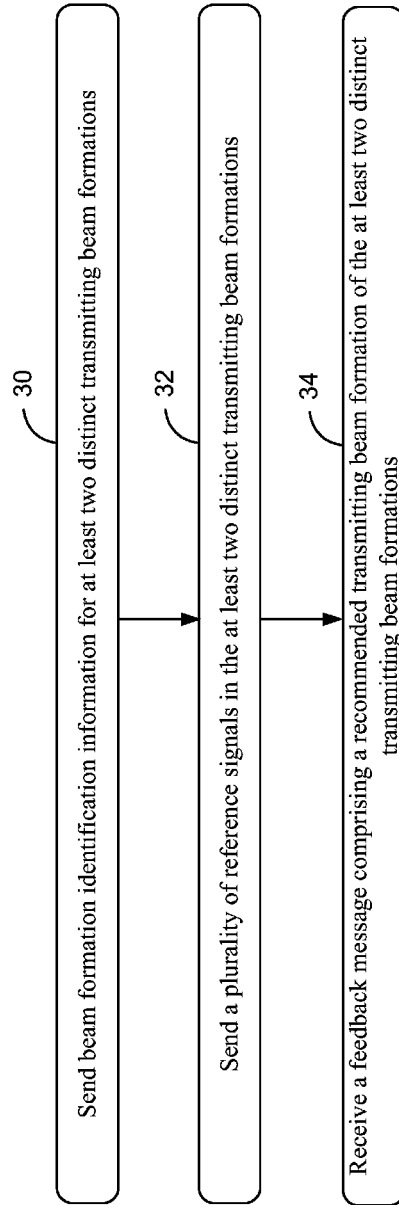 30
Send beam formation identification information for at least two distinct transmitting beam formations
32
Send a plurality of reference signals in the at least two distinct transmitting beam formations
34
Receive a feedback message comprising a recommended transmitting beam formation of the at least two distinct
transmitting beam formations